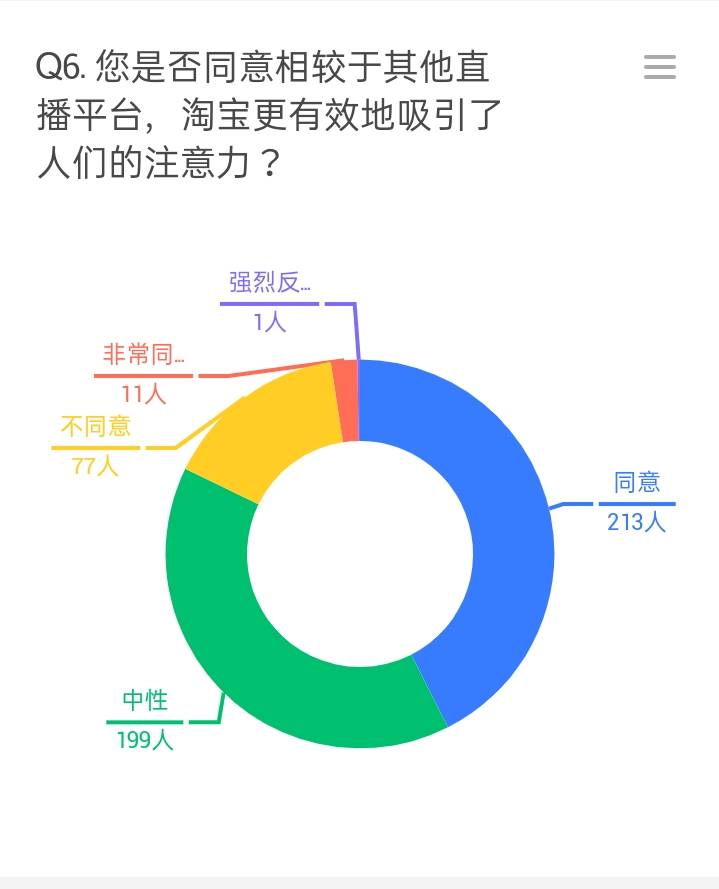 Q6. 您是否同意相较于其他直
播平台，淘宝更有效地吸引了
人们的注意力？
强烈反...
1人
非常同...
11人
不同意
77人
同意
213人
中性
199人